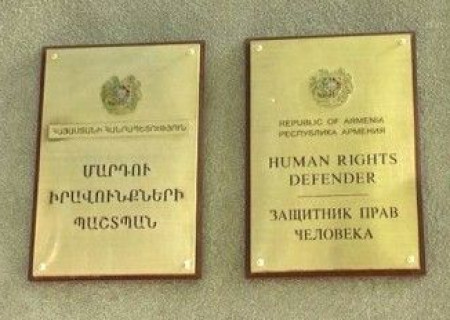 ՀԱՅԱՍՏԱՆԻ ՀԱՆՐԱՊԵՏՈՒԹՅՈՒՆ
ՄԱՐԴՈՒ
ԻՐԱՎՈՒՆՔՆԵՐԻ
ՊԱՇՏՊԱՆ
REPUBLIC OF ARMENIA
РЕСПУБЛИКА АРМЕНИЯ
HUMAN RIGHTS
DEFENDER
ЗАЩИТНИК ПРАВ
ЧЕЛОВЕКА